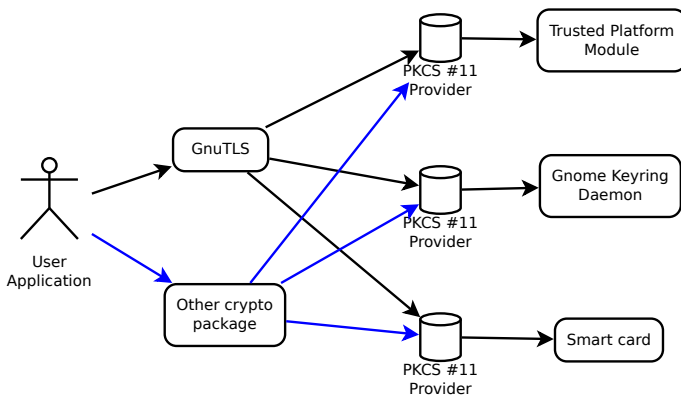 Trusted Platform
Module
PKCS #11
Provider
GnuTLS
Gnome Keyring
Daemon
PKCS #11
Provider
User
Application
Other crypto
package
Smart card
PKCS #11
Provider